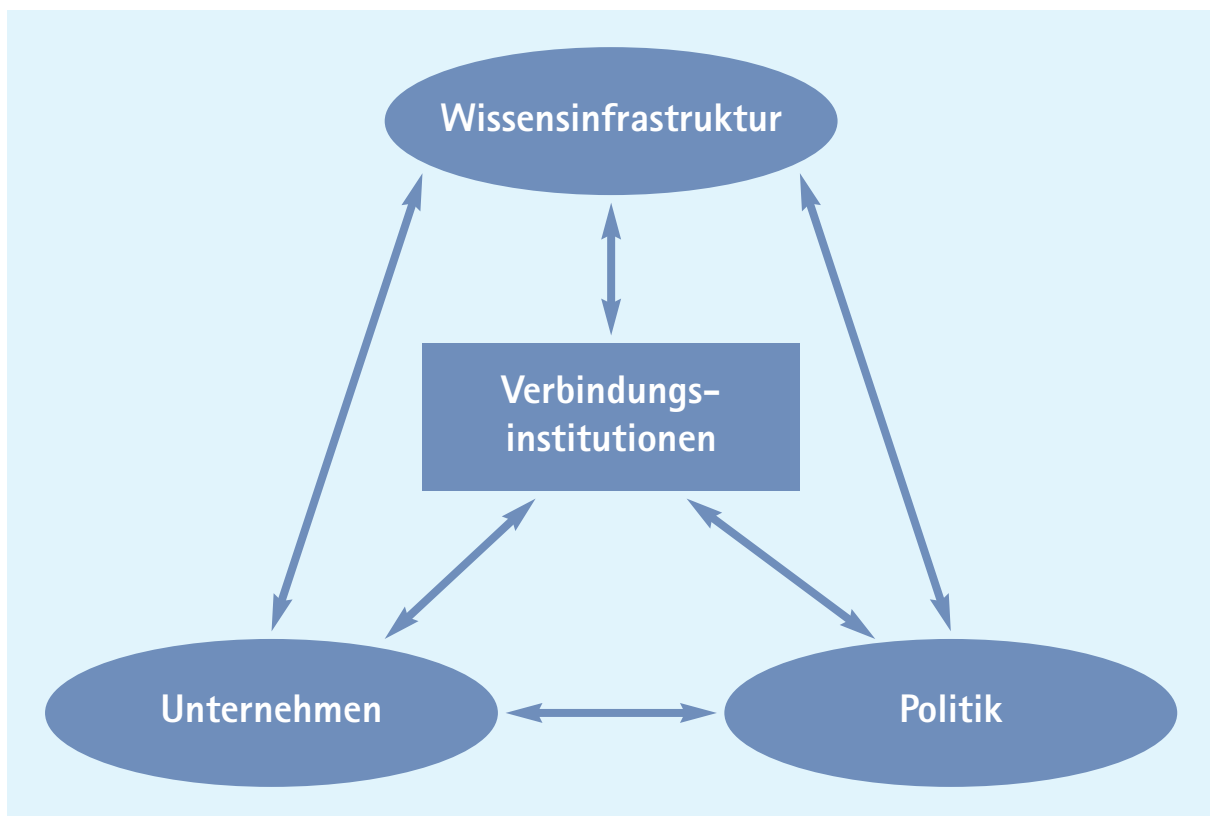 Wissensinfrastruktur
Verbindungs-
institutionen
Unternehmen
Politik